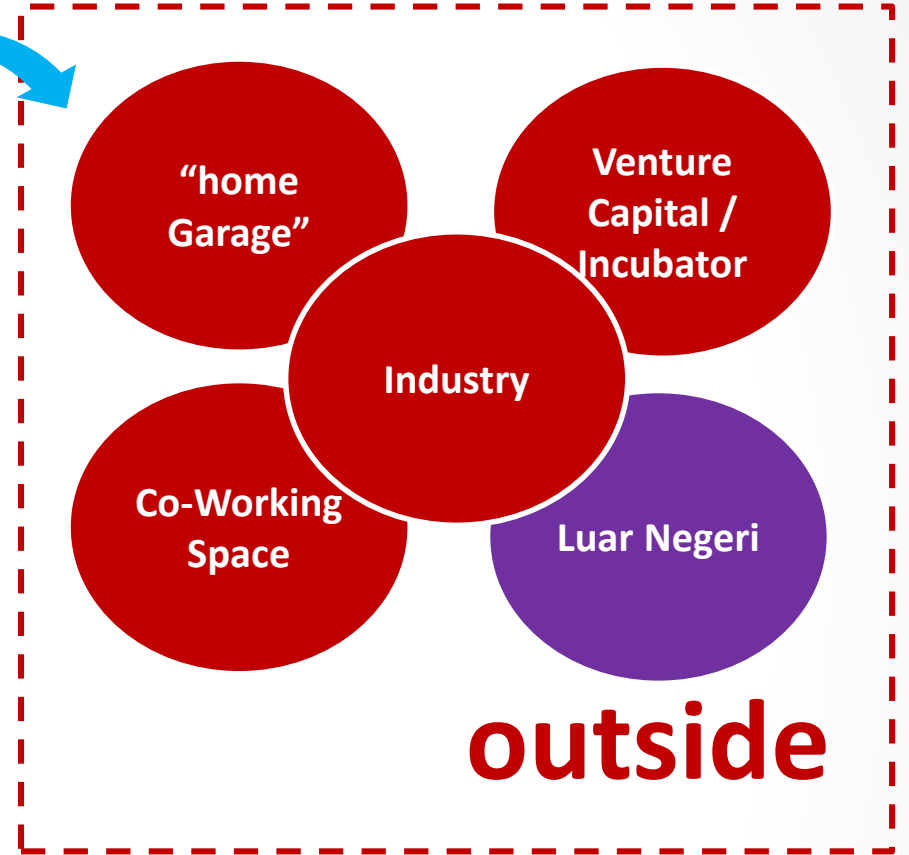 “home
Garage”
Venture
Capital /
Incubator
Industry
Co-Working
Space
Luar Negeri
outside